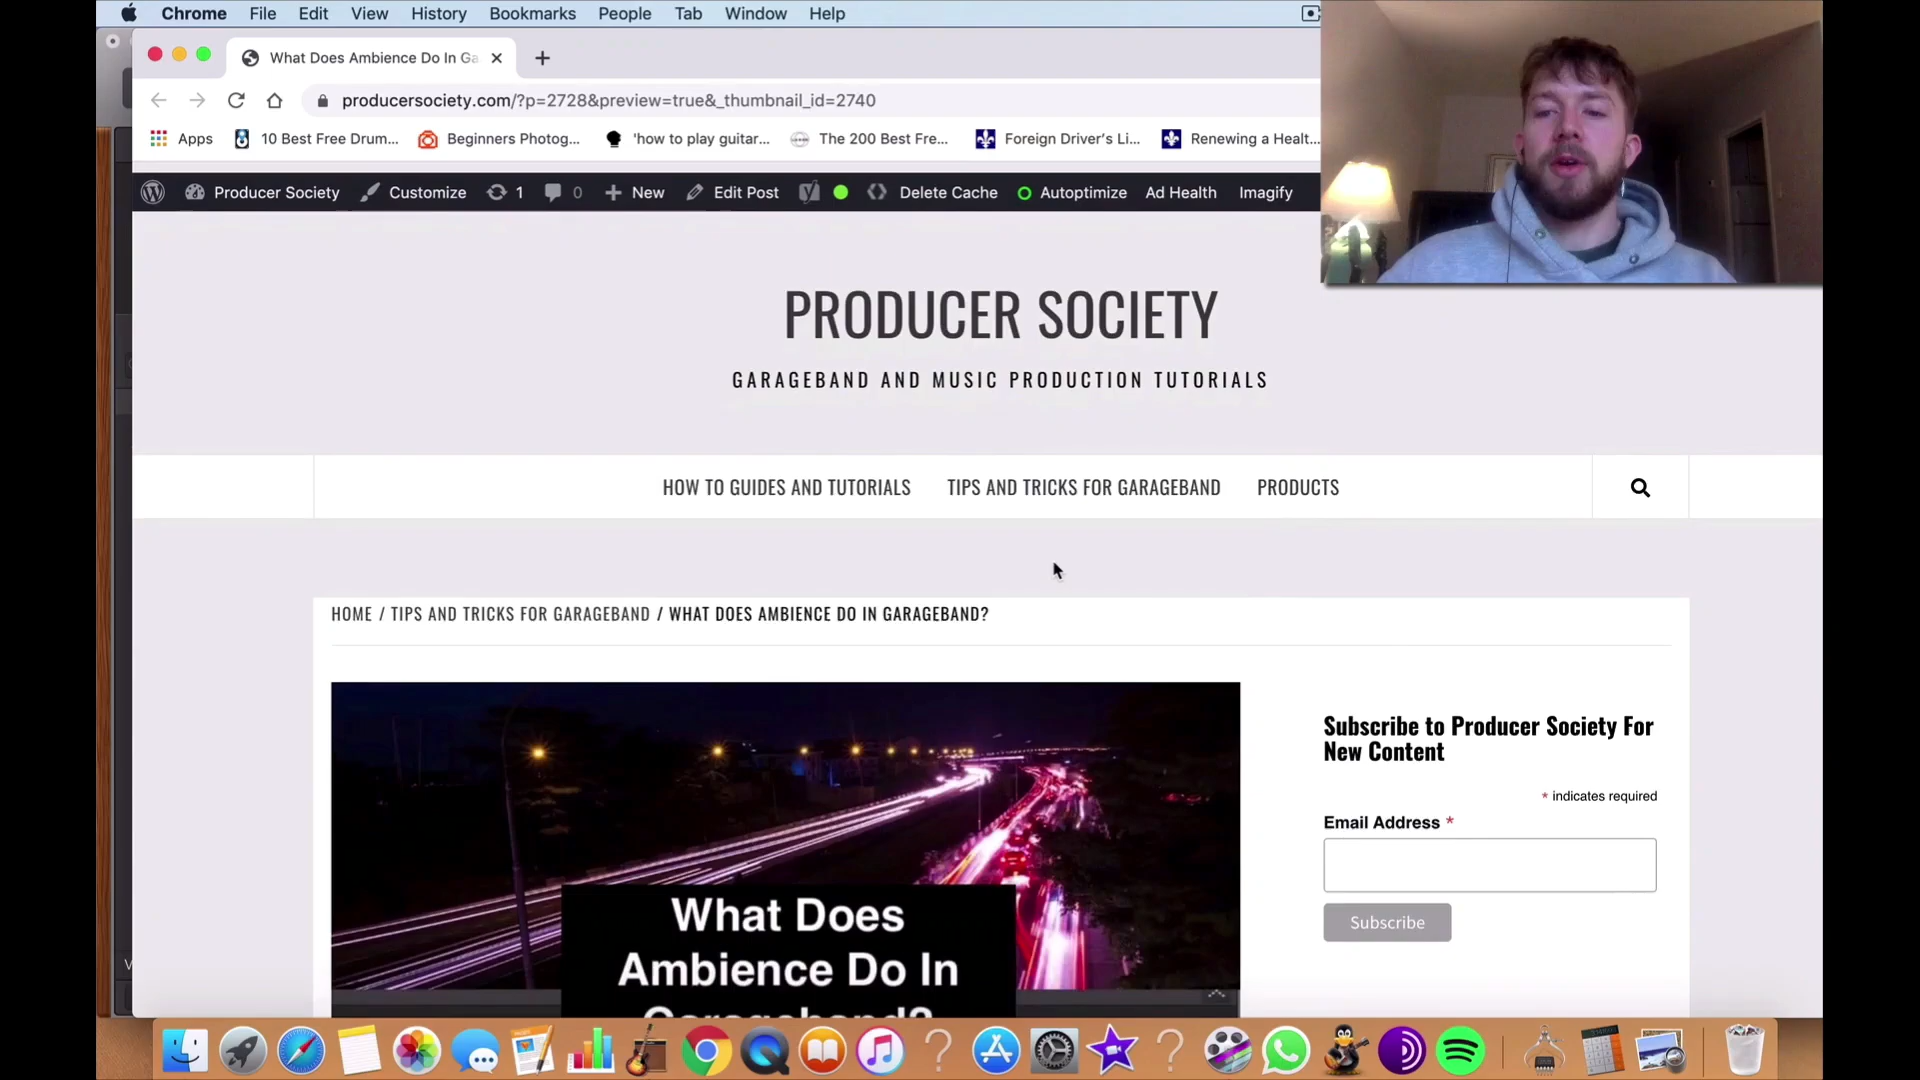 Chrome File Edit View History Bookmarks People Tab Window Help
What Does Ambience Do In Ga
producersociety.com/?p=2728&preview=true&_thumbnail_id=2740
Apps 10 Best Free Drum... Beginners Photog... 'how to play guitar... The 200 Best Fre... Foreign Driver's Li... Renewing a Healt...
Producer Society Customize 1 0 New Edit Post Delete Cache Autoptimize Ad Health Imagify
PRODUCER SOCIETY
GARAGEBAND AND MUSIC PRODUCTION TUTORIALS
HOW TO GUIDES AND TUTORIALS TIPS AND TRICKS FOR GARAGEBAND PRODUCTS
HOME / TIPS AND TRICKS FOR GARAGEBAND / WHAT DOES AMBIENCE DO IN GARAGEBAND?
Subscribe to Producer Society For
New Content
* indicates required
Email Address *
Subscribe
What Does
Ambience Do In
Garageband?